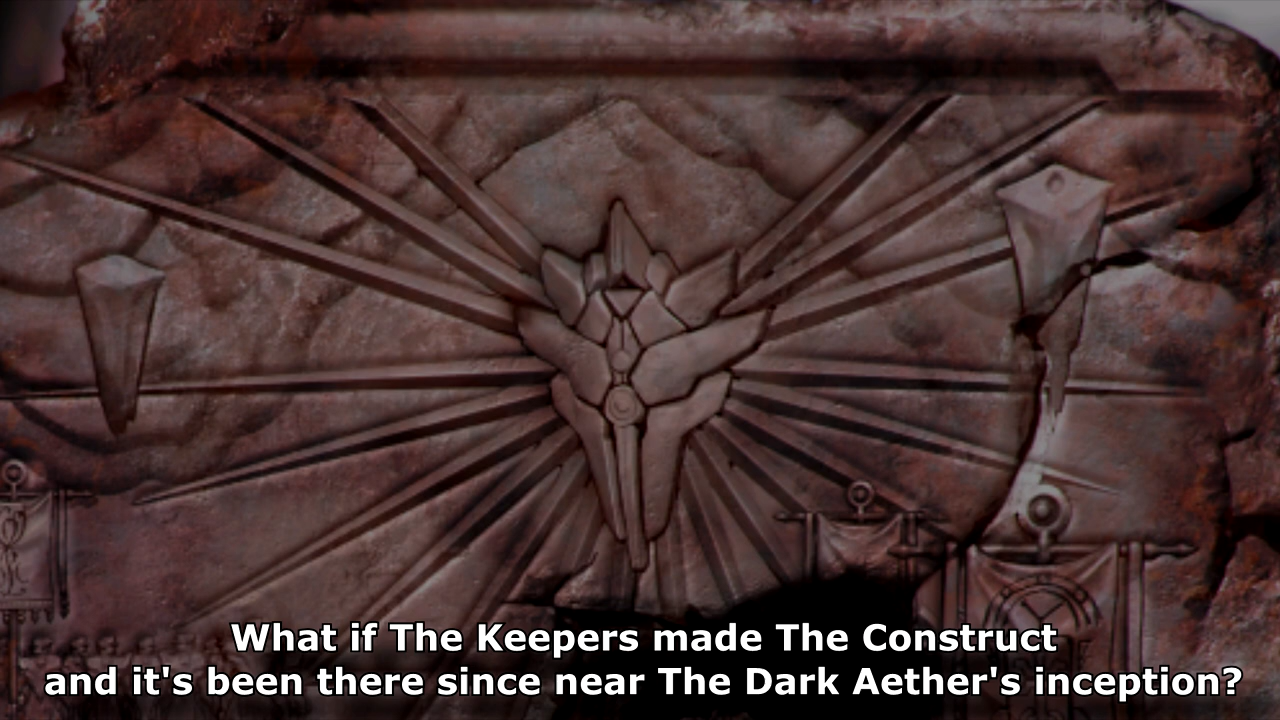 What if The Keepers made The Construct
and it's been there since near The Dark Aether's inception?